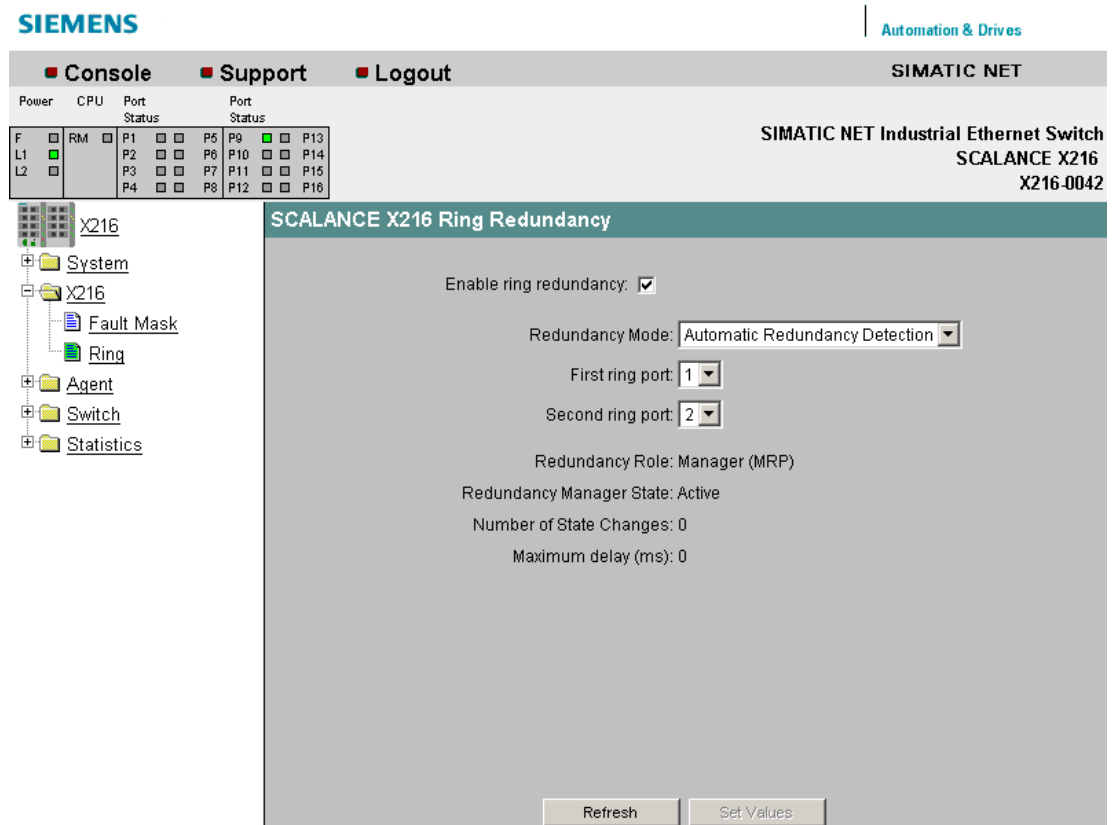 SIEMENS
Automation & Drives
Console Support Logout SIMATIC NET
Power CPU Port Status Port Status
F RM P1 P5 P9 P13
L1 P2 P6 P10 P14
L2 P3 P7 P11 P15
P4 P8 P12 P16
SIMATIC NET Industrial Ethernet Switch
SCALANCE X216
X216-0042
X216
System
X216
Fault Mask
Ring
Agent
Switch
Statistics
SCALANCE X216 Ring Redundancy
Enable ring redundancy:
Redundancy Mode: Automatic Redundancy Detection
First ring port: 1
Second ring port: 2
Redundancy Role: Manager (MRP)
Redundancy Manager State: Active
Number of State Changes: 0
Maximum delay (ms): 0
Refresh Set Values